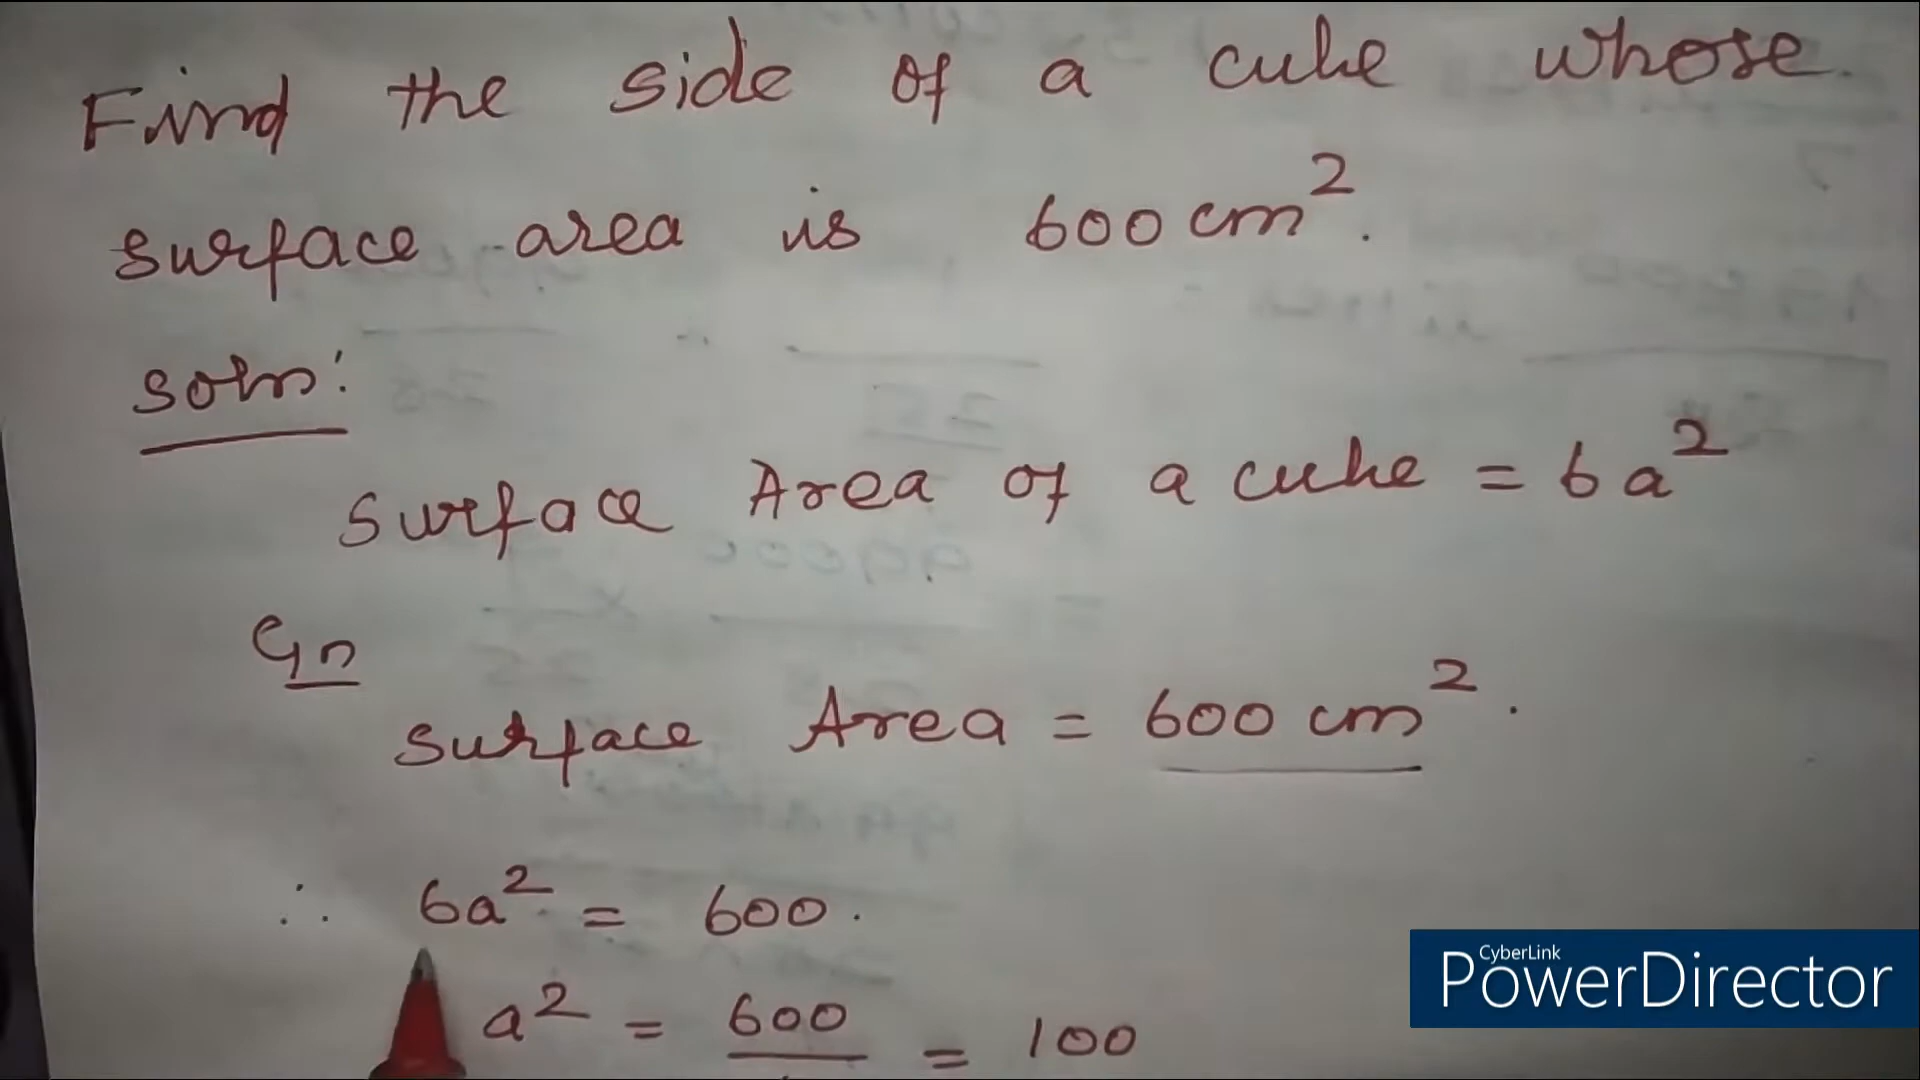 Find the side of a cube whose
surface area is 600 cm².
Soln:
Surface Area of a cube = 6a²
Gn
Surface Area = 600 cm².
∴ 6a² = 600.
a² = 600 = 100
CyberLink
PowerDirector